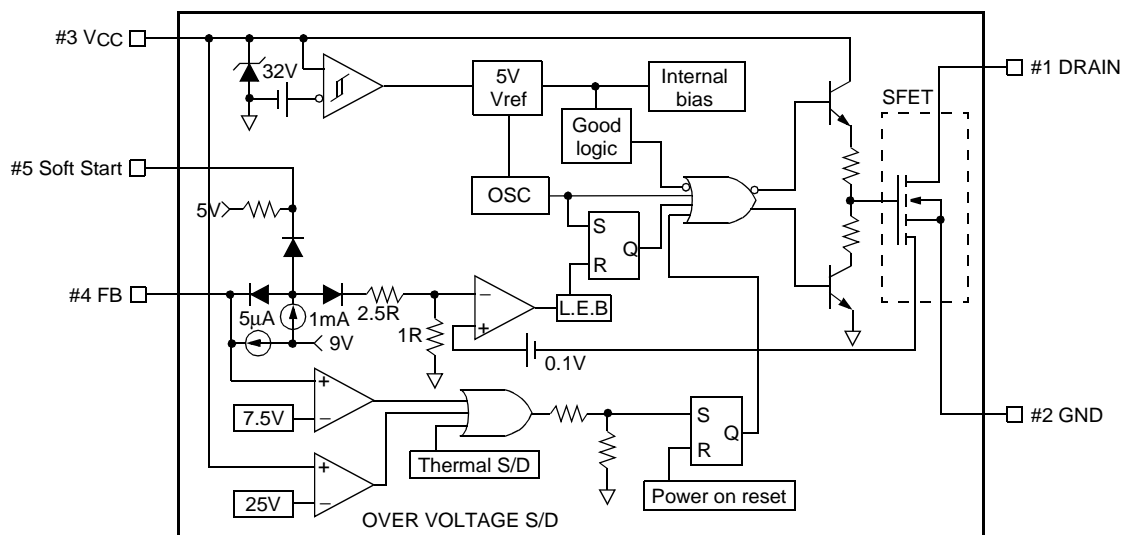 #3 VCC
32V
5V
Vref
Internal
bias
#1 DRAIN
SFET
Good
logic
#5 Soft Start
OSC
5V
S
R
Q
#4 FB
5µA
1mA
2.5R
1R
9V
−
+
L.E.B
0.1V
7.5V
+
−
Thermal S/D
S
R
Q
#2 GND
Power on reset
25V
+
−
OVER VOLTAGE S/D